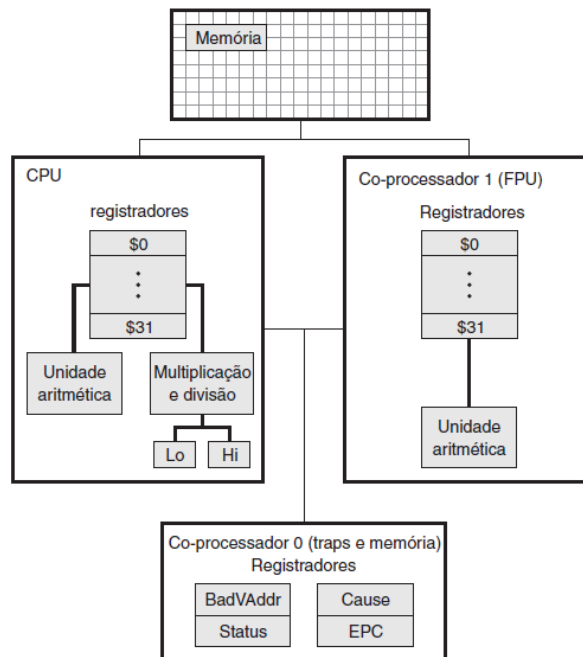 Memória
CPU
registradores
$0
$31
Unidade
aritmética
Multiplicação
e divisão
Lo
Hi
Co-processador 1 (FPU)
Registradores
$0
$31
Unidade
aritmética
Co-processador 0 (traps e memória)
Registradores
BadVAddr
Cause
Status
EPC